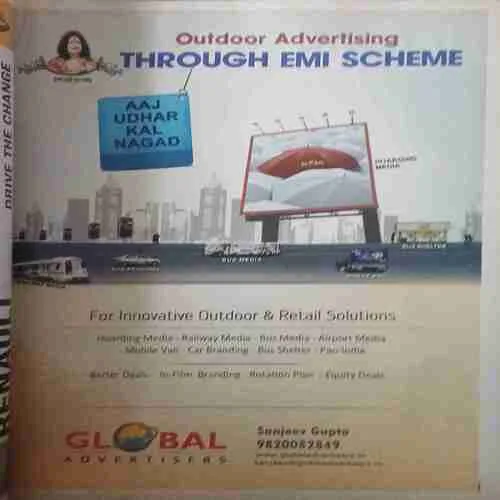 Outdoor Advertising
THROUGH EMI SCHEME
AAJ
UDHAR
KAL
NAGAD
HOARDING
MEDIA
BUS SHELTER
BUS MEDIA
For Innovative Outdoor & Retail Solutions
Hoarding Media - Railway Media - Bus Media - Airport Media
Mobile Van - Car Branding - Bus Shelter - Pan-India
Barter Deals - In-Film Branding - Rotation Plan - Equity Deals
GLOBAL
ADVERTISERS
Sanjeev Gupta
9820082849
DRIVE THE CHANGE
RENAULT